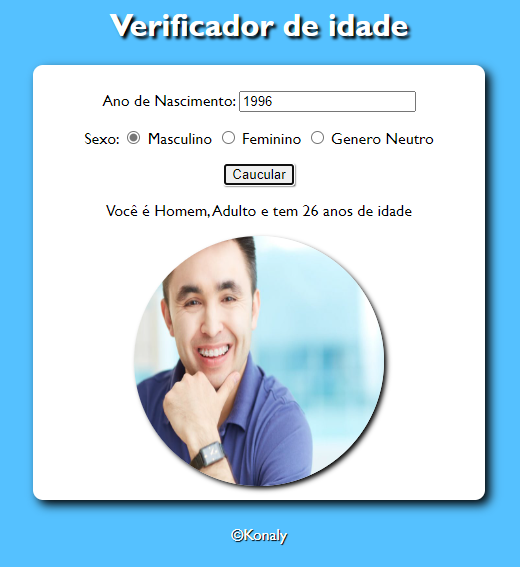 Verificador de idade
Ano de Nascimento: 1996
Sexo: Masculino Feminino Genero Neutro
Caucular
Você é Homem, Adulto e tem 26 anos de idade
©Konaly